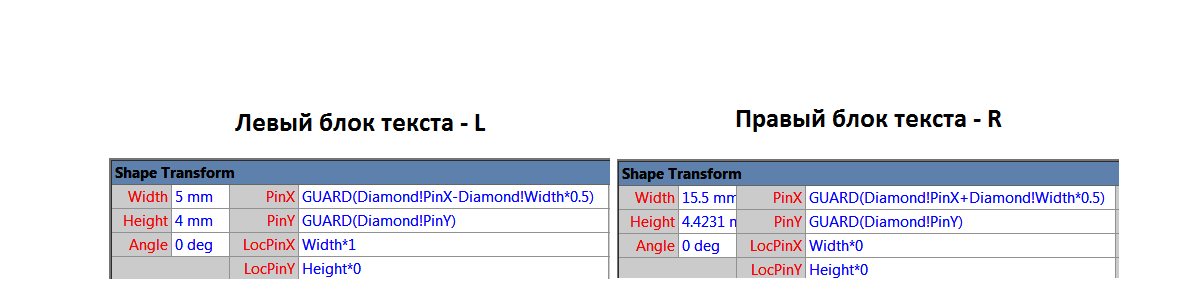 Левый блок текста - L
Правый блок текста - R
Shape Transform
Width 5 mm PinX GUARD(Diamond!PinX-Diamond!Width*0.5)
Height 4 mm PinY GUARD(Diamond!PinY)
Angle 0 deg LocPinX Width*1
LocPinY Height*0
Shape Transform
Width 15.5 mm PinX GUARD(Diamond!PinX+Diamond!Width*0.5)
Height 4.4231 PinY GUARD(Diamond!PinY)
Angle 0 deg LocPinX Width*0
LocPinY Height*0